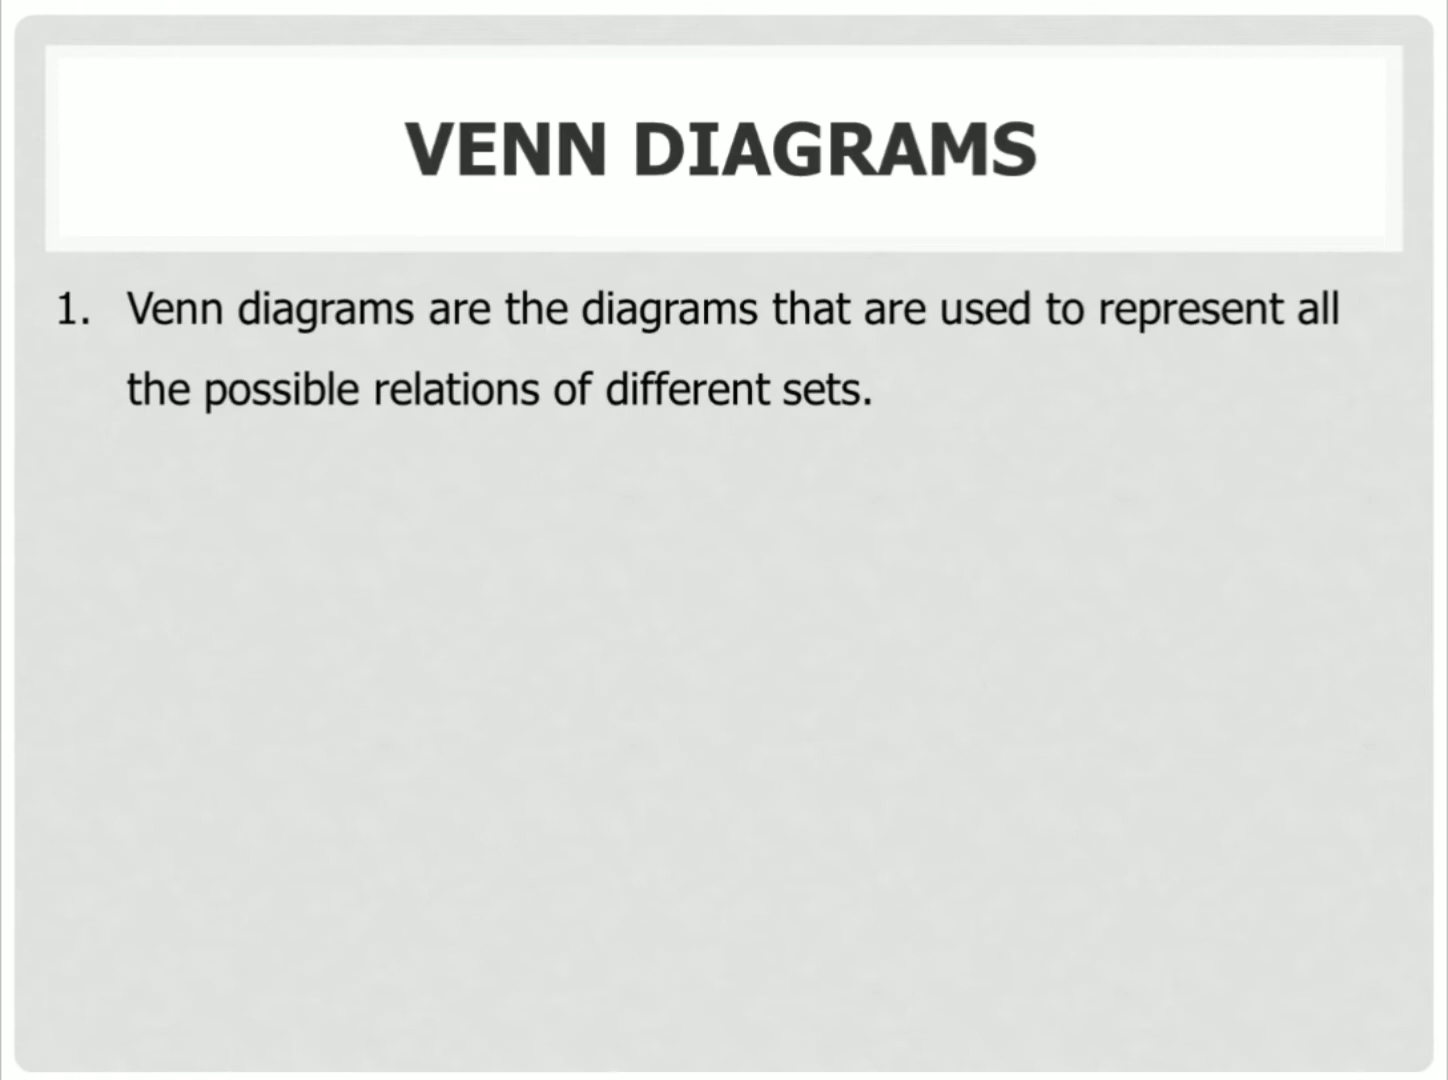 VENN DIAGRAMS
1. Venn diagrams are the diagrams that are used to represent all
the possible relations of different sets.